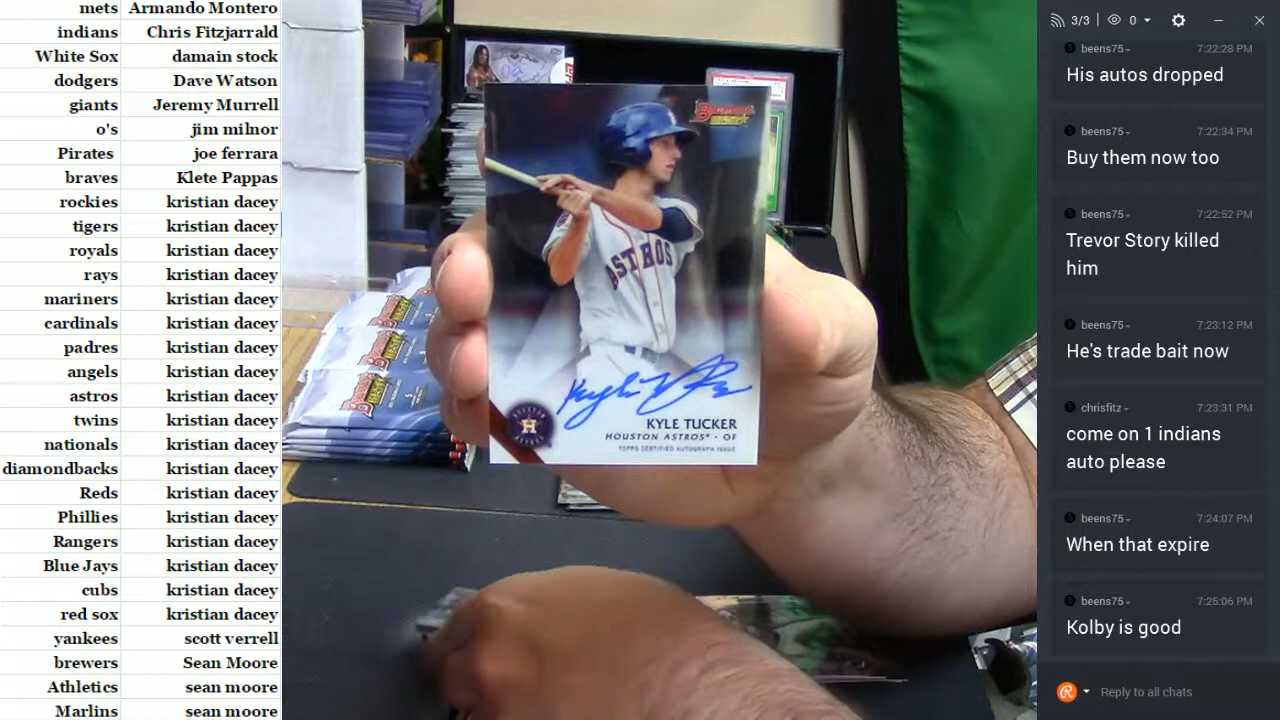 mets Armando Montero
indians Chris Fitzjarrald
White Sox damain stock
dodgers Dave Watson
giants Jeremy Murrell
o's jim milnor
Pirates joe ferrara
braves Klete Pappas
rockies kristian dacey
tigers kristian dacey
royals kristian dacey
rays kristian dacey
mariners kristian dacey
cardinals kristian dacey
padres kristian dacey
angels kristian dacey
astros kristian dacey
twins kristian dacey
nationals kristian dacey
diamondbacks kristian dacey
Reds kristian dacey
Phillies kristian dacey
Rangers kristian dacey
Blue Jays kristian dacey
cubs kristian dacey
red sox kristian dacey
yankees scott verrell
brewers Sean Moore
Athletics sean moore
Marlins sean moore
Bowman's
BEST
ASTROS
KYLE TUCKER
HOUSTON ASTROS® • OF
TOPPS CERTIFIED AUTOGRAPH ISSUE
3/3 0
beens75 7:22:28 PM
His autos dropped
beens75 7:22:34 PM
Buy them now too
beens75 7:22:52 PM
Trevor Story killed
him
beens75 7:23:12 PM
He's trade bait now
chrisfitz 7:23:31 PM
come on 1 indians
auto please
beens75 7:24:07 PM
When that expire
beens75 7:25:06 PM
Kolby is good
Reply to all chats